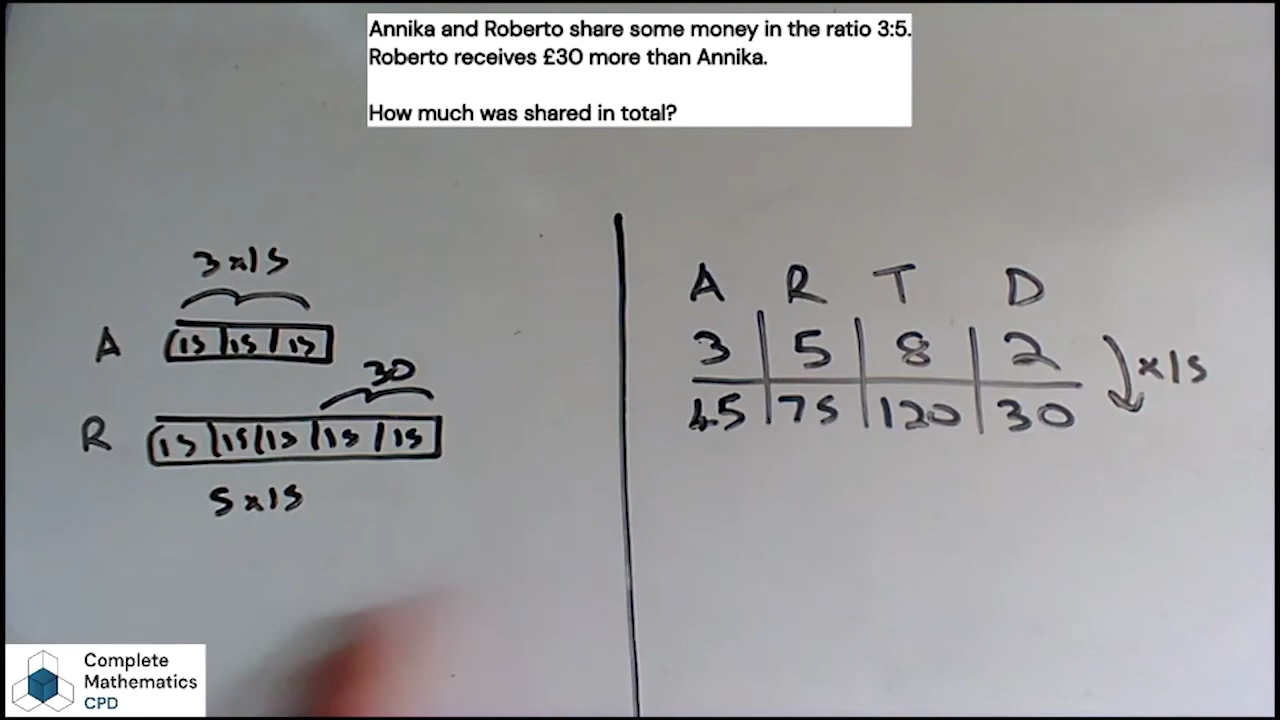 Annika and Roberto share some money in the ratio 3:5.
Roberto receives £30 more than Annika.
How much was shared in total?
3×15
A 15 15 15
30
R 15 15 15 15 15
5×15
A R T D
3 5 8 2
×15
45 75 120 30
Complete
Mathematics
CPD